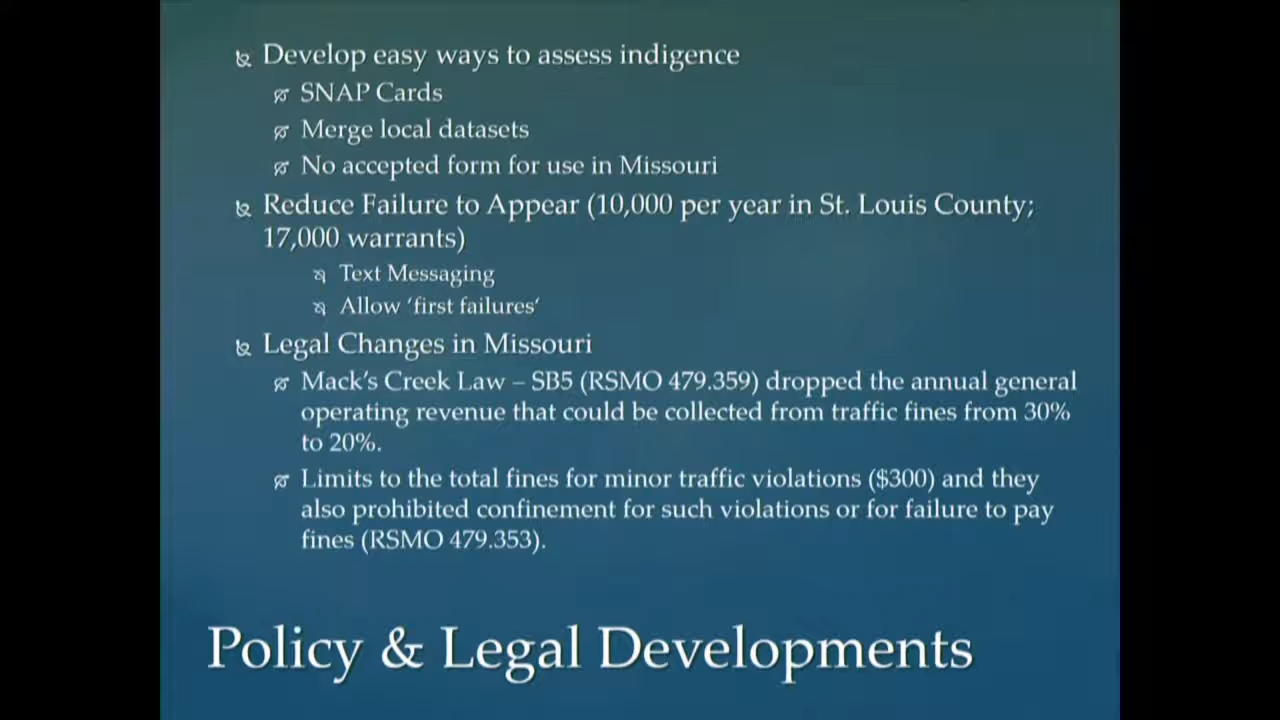 Develop easy ways to assess indigence
SNAP Cards
Merge local datasets
No accepted form for use in Missouri
Reduce Failure to Appear (10,000 per year in St. Louis County;
17,000 warrants)
Text Messaging
Allow ‘first failures‘
Legal Changes in Missouri
Mack’s Creek Law – SB5 (RSMO 479.359) dropped the annual general
operating revenue that could be collected from traffic fines from 30%
to 20%.
Limits to the total fines for minor traffic violations ($300) and they
also prohibited confinement for such violations or for failure to pay
fines (RSMO 479.353).
Policy & Legal Developments